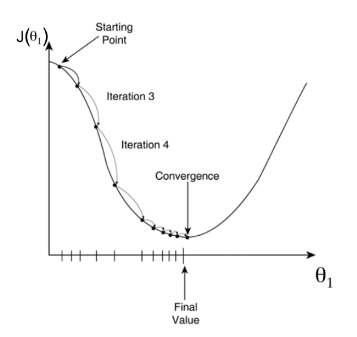 Starting
Point
J(θ₁)
Iteration 3
Iteration 4
Convergence
θ₁
Final
Value